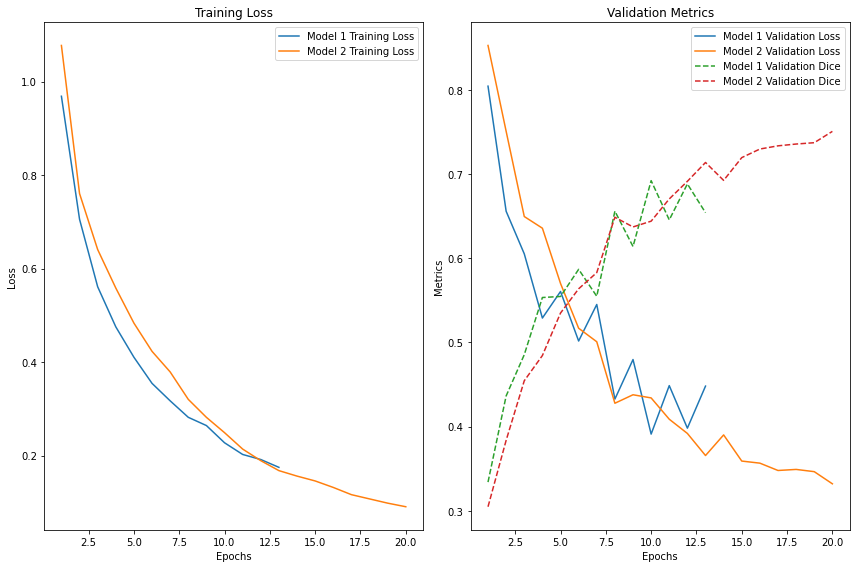 Training Loss
Model 1 Training Loss
Model 2 Training Loss
1.0
0.8
0.6
0.4
0.2
Loss
2.5 5.0 7.5 10.0 12.5 15.0 17.5 20.0
Epochs
Validation Metrics
Model 1 Validation Loss
Model 2 Validation Loss
Model 1 Validation Dice
Model 2 Validation Dice
0.8
0.7
0.6
0.5
0.4
0.3
Metrics
2.5 5.0 7.5 10.0 12.5 15.0 17.5 20.0
Epochs